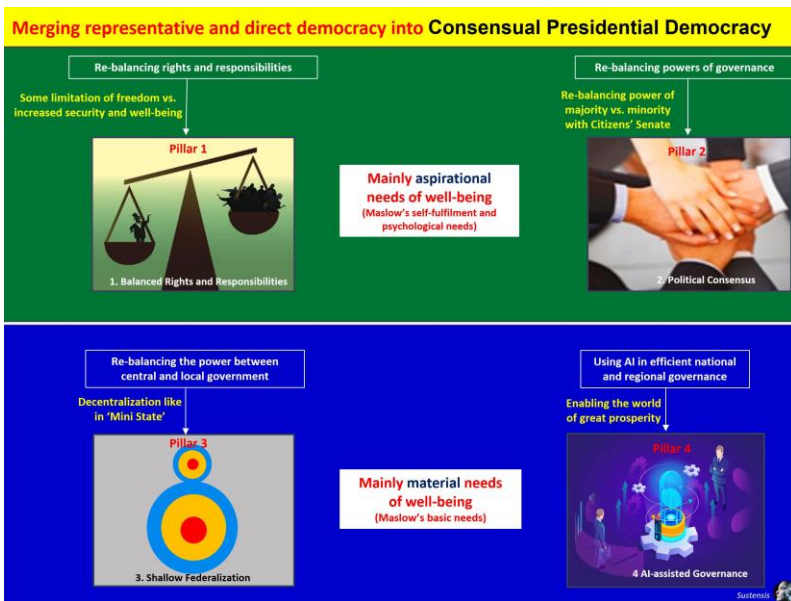 Merging representative and direct democracy into Consensual Presidential Democracy
Re-balancing rights and responsibilities
Some limitation of freedom vs.
increased security and well-being
Pillar 1
1. Balanced Rights and Responsibilities
Mainly aspirational
needs of well-being
(Maslow's self-fulfilment and
psychological needs)
Re-balancing powers of governance
Re-balancing power of
majority vs. minority
with Citizens' Senate
Pillar 2
2. Political Consensus
Re-balancing the power between
central and local government
Decentralization like
in 'Mini State'
Pillar 3
3. Shallow Federalization
Mainly material needs
of well-being
(Maslow's basic needs)
Using AI in efficient national
and regional governance
Enabling the world
of great prosperity
Pillar 4
4 AI-assisted Governance
Sustensis